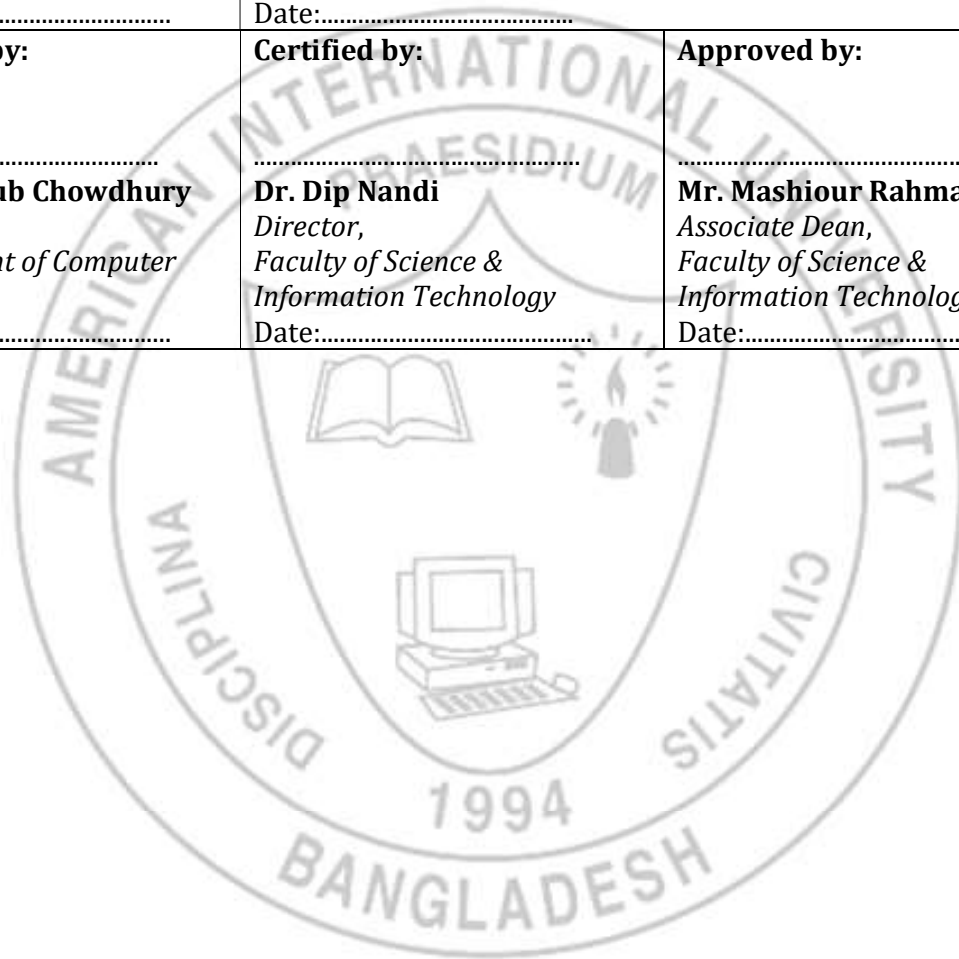 ............................ Date:.........................................
by: Certified by: Approved by:
.......................... ..................................................... ..............................................
ub Chowdhury Dr. Dip Nandi Mr. Mashiour Rahma
Director, Associate Dean,
nt of Computer Faculty of Science & Faculty of Science &
Information Technology Information Technolog
............................ Date:............................................ Date:...................................
AMERICAN INTERNATIONAL UNIVERSITY
PRAESIDIUM
DISCIPLINA
CIVITATIS
1994
BANGLADESH